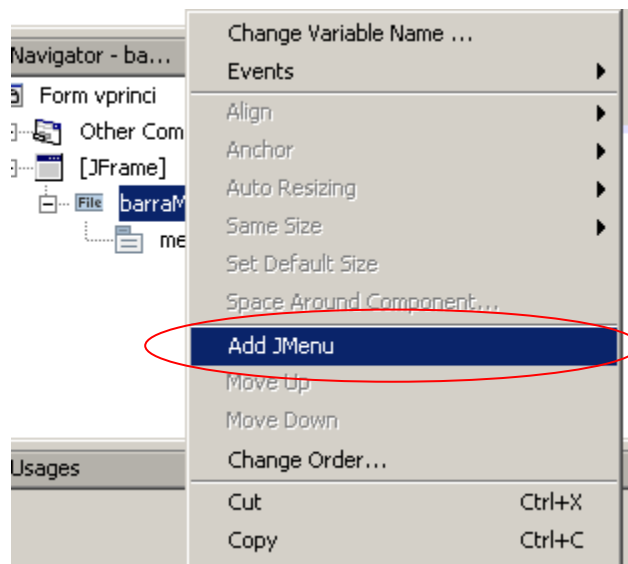 Navigator - ba...
Form vprinci
Other Com
[JFrame]
File barraM
me
Usages
Change Variable Name ...
Events
Align
Anchor
Auto Resizing
Same Size
Set Default Size
Space Around Component...
Add JMenu
Move Up
Move Down
Change Order...
Cut Ctrl+X
Copy Ctrl+C